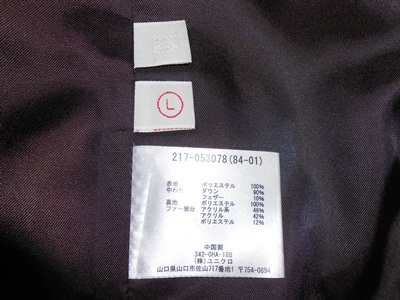 L
217-053078(84-01)
表地 ポリエステル 100%
中わた ダウン 90%
フェザー 10%
裏地 ポリエステル 100%
ファー部分 アクリル系 46%
アクリル 42%
ポリエステル 12%
中国製
342-OHA-18B
(株)ユニクロ
山口県山口市佐山717番地1 〒754-0894